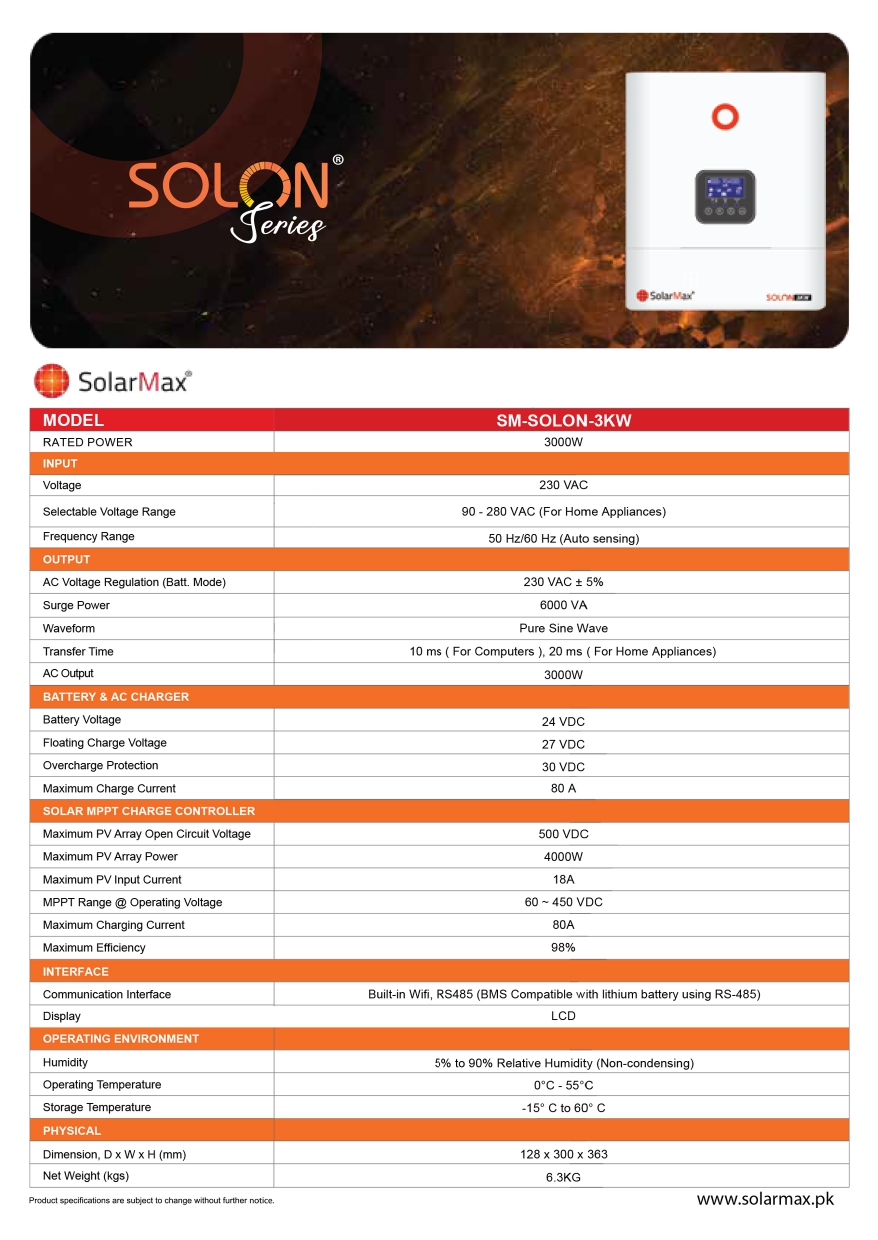 SOLON®
Series
SolarMax®
SOLON 3KW
SolarMax®
MODEL SM-SOLON-3KW
RATED POWER 3000W
INPUT
Voltage 230 VAC
Selectable Voltage Range 90 - 280 VAC (For Home Appliances)
Frequency Range 50 Hz/60 Hz (Auto sensing)
OUTPUT
AC Voltage Regulation (Batt. Mode) 230 VAC ± 5%
Surge Power 6000 VA
Waveform Pure Sine Wave
Transfer Time 10 ms ( For Computers ), 20 ms ( For Home Appliances)
AC Output 3000W
BATTERY & AC CHARGER
Battery Voltage 24 VDC
Floating Charge Voltage 27 VDC
Overcharge Protection 30 VDC
Maximum Charge Current 80 A
SOLAR MPPT CHARGE CONTROLLER
Maximum PV Array Open Circuit Voltage 500 VDC
Maximum PV Array Power 4000W
Maximum PV Input Current 18A
MPPT Range @ Operating Voltage 60 ~ 450 VDC
Maximum Charging Current 80A
Maximum Efficiency 98%
INTERFACE
Communication Interface Built-in Wifi, RS485 (BMS Compatible with lithium battery using RS-485)
Display LCD
OPERATING ENVIRONMENT
Humidity 5% to 90% Relative Humidity (Non-condensing)
Operating Temperature 0°C - 55°C
Storage Temperature -15° C to 60° C
PHYSICAL
Dimension, D x W x H (mm) 128 x 300 x 363
Net Weight (kgs) 6.3KG
Product specifications are subject to change without further notice.
www.solarmax.pk